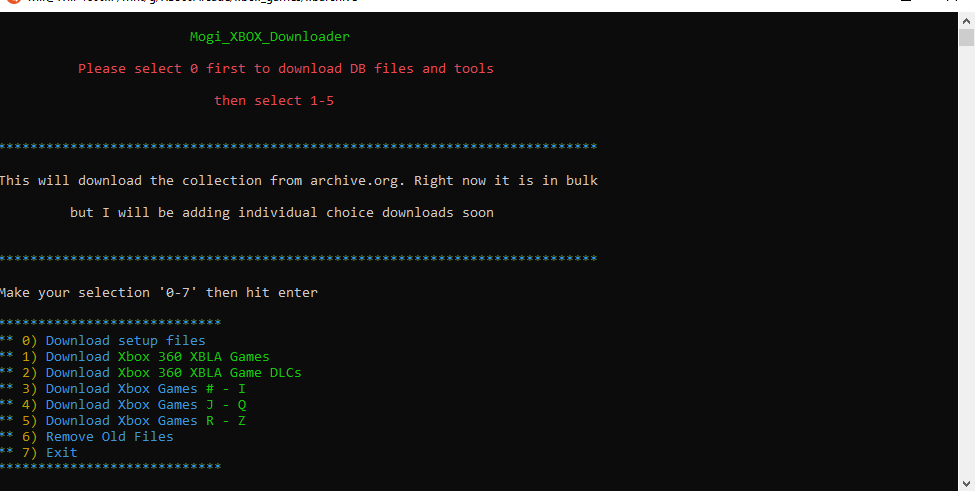 Mogi_XBOX_Downloader
Please select 0 first to download DB files and tools
then select 1-5
***************************************************************************
This will download the collection from archive.org. Right now it is in bulk
but I will be adding individual choice downloads soon
***************************************************************************
Make your selection '0-7' then hit enter
****************************
** 0) Download setup files
** 1) Download Xbox 360 XBLA Games
** 2) Download Xbox 360 XBLA Game DLCs
** 3) Download Xbox Games # - I
** 4) Download Xbox Games J - Q
** 5) Download Xbox Games R - Z
** 6) Remove Old Files
** 7) Exit
****************************